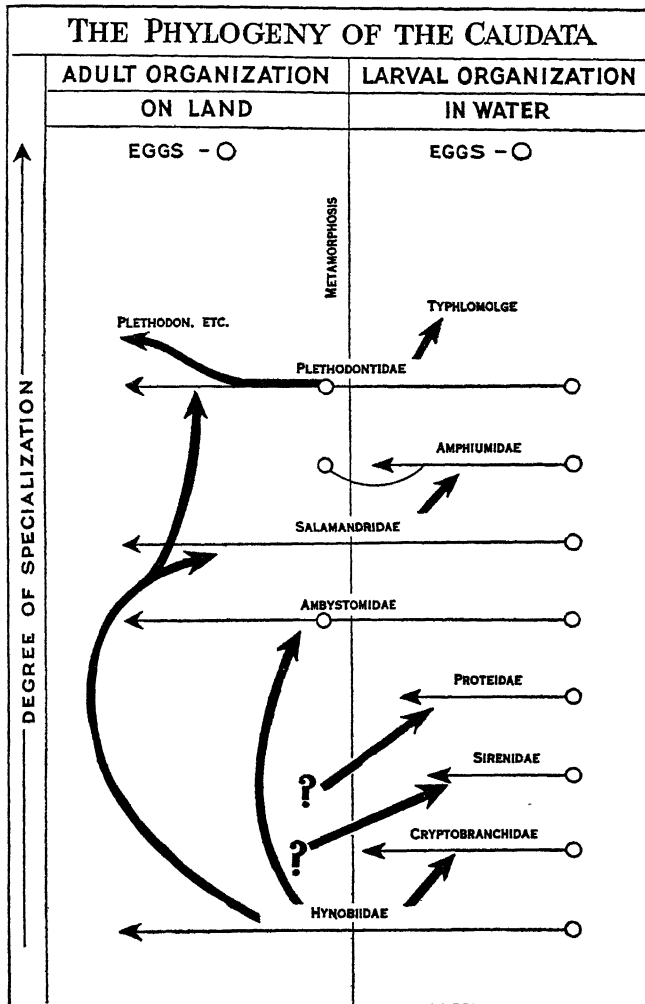 THE PHYLOGENY OF THE CAUDATA
ADULT ORGANIZATION
LARVAL ORGANIZATION
ON LAND
IN WATER
EGGS -
EGGS -
METAMORPHOSIS
DEGREE OF SPECIALIZATION
TYPHLOMOLGE
PLETHODON, ETC.
PLETHODONTIDAE
AMPHIUMIDAE
SALAMANDRIDAE
AMBYSTOMIDAE
PROTEIDAE
SIRENIDAE
?
CRYPTOBRANCHIDAE
?
HYNOBIIDAE